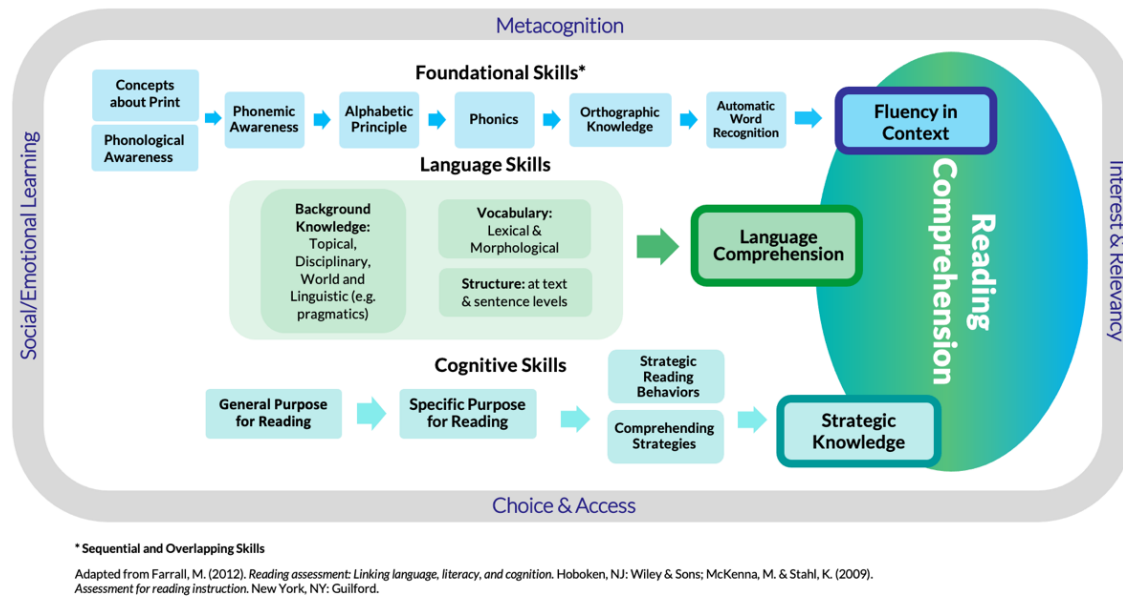 Metacognition
Social/Emotional Learning
Interest & Relevancy
Choice & Access
Foundational Skills*
Concepts
about Print
Phonological
Awareness
Phonemic
Awareness
Alphabetic
Principle
Phonics
Orthographic
Knowledge
Automatic
Word
Recognition
Fluency in
Context
Language Skills
Background
Knowledge:
Topical,
Disciplinary,
World and
Linguistic (e.g.
pragmatics)
Vocabulary:
Lexical &
Morphological
Structure: at text
& sentence levels
Language
Comprehension
Reading
Comprehension
Cognitive Skills
General Purpose
for Reading
Specific Purpose
for Reading
Strategic
Reading
Behaviors
Comprehending
Strategies
Strategic
Knowledge
* Sequential and Overlapping Skills
Adapted from Farrall, M. (2012). Reading assessment: Linking language, literacy, and cognition. Hoboken, NJ: Wiley & Sons; McKenna, M. & Stahl, K. (2009).
Assessment for reading instruction. New York, NY: Guilford.